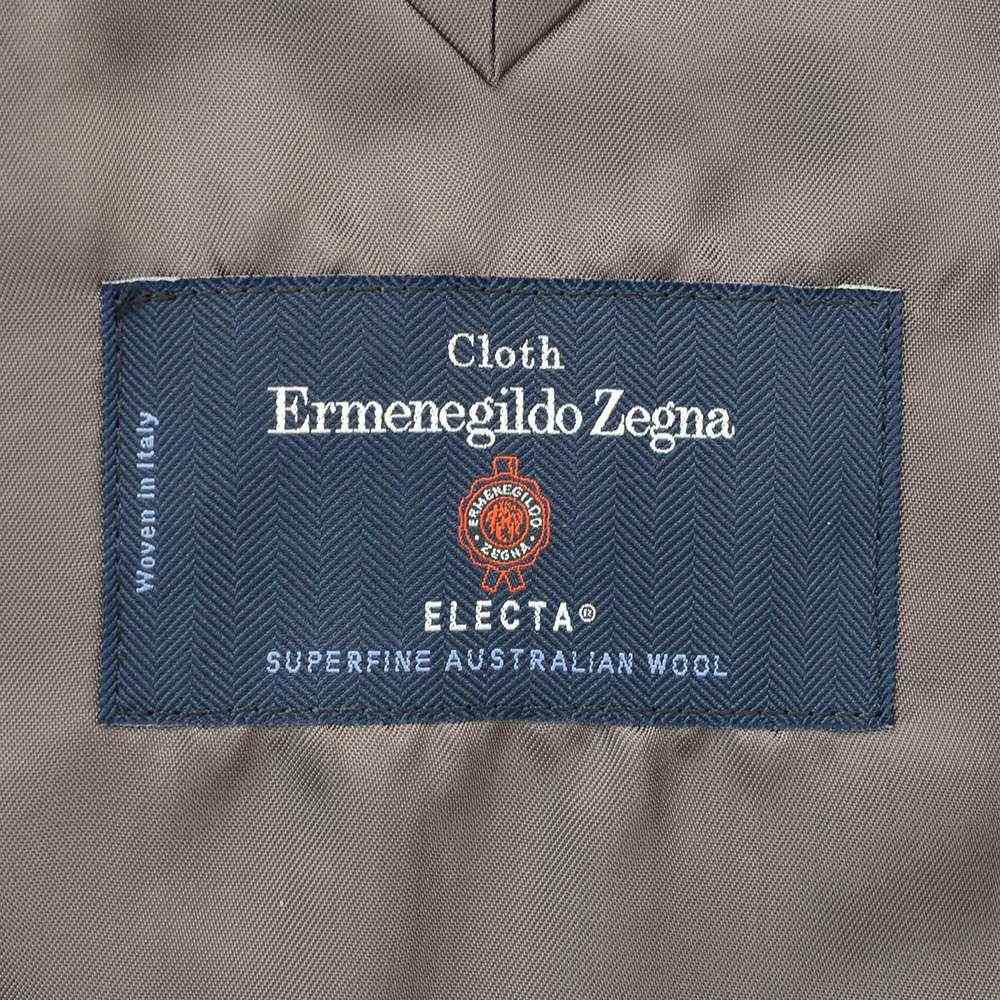 Cloth
Ermenegildo Zegna
Woven in Italy
ERMENEGILDO
• ZEGNA •
ELECTA®
SUPERFINE AUSTRALIAN WOOL